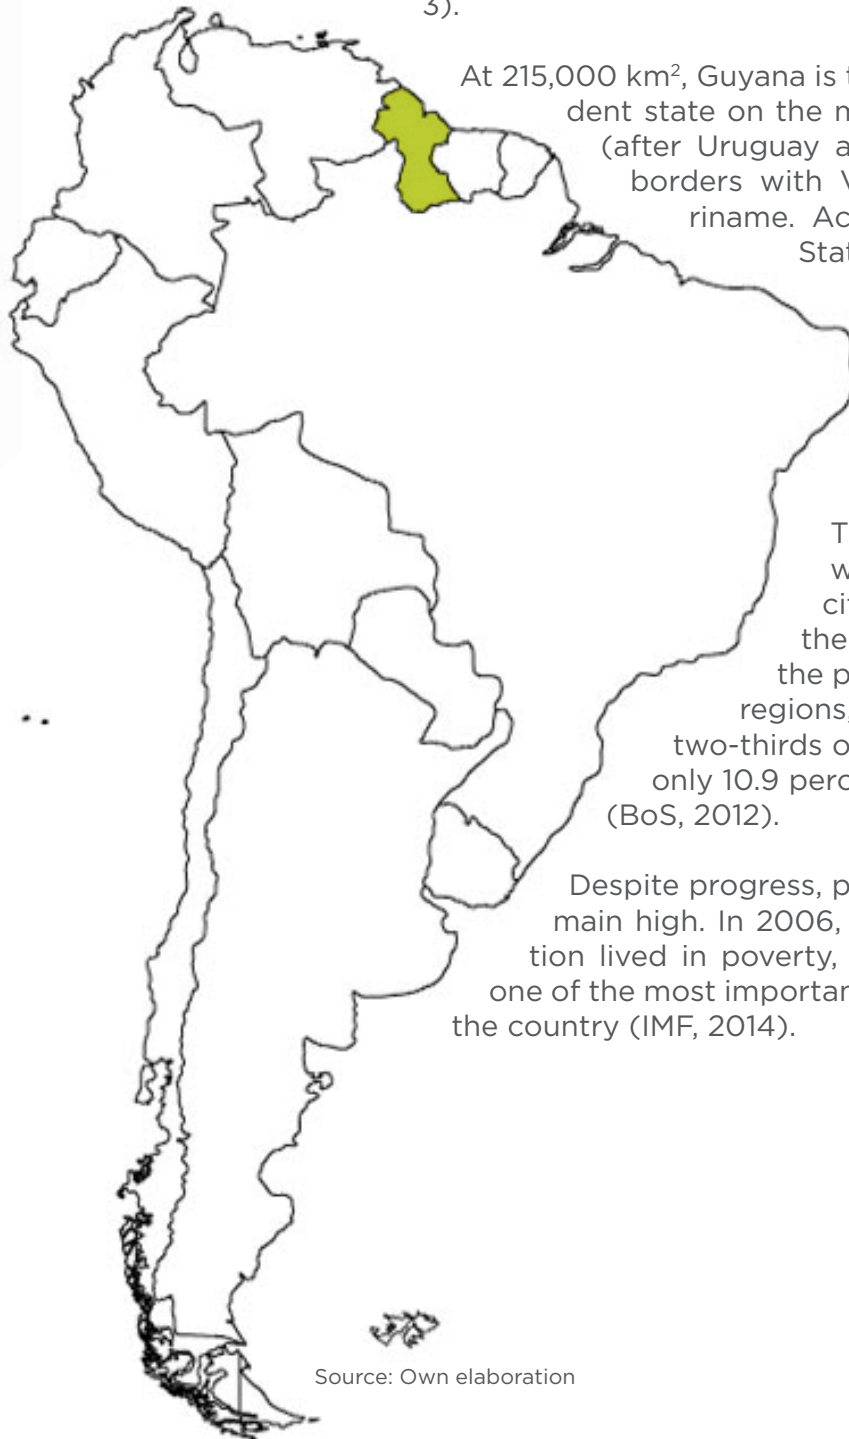 3).
At 215,000 km², Guyana is t
dent state on the m
(after Uruguay a
borders with V
riname. Ac
Stat
T
w
cit
the
the p
regions,
two-thirds o
only 10.9 perc
(BoS, 2012).
Despite progress, p
main high. In 2006,
tion lived in poverty,
one of the most importan
the country (IMF, 2014).
Source: Own elaboration